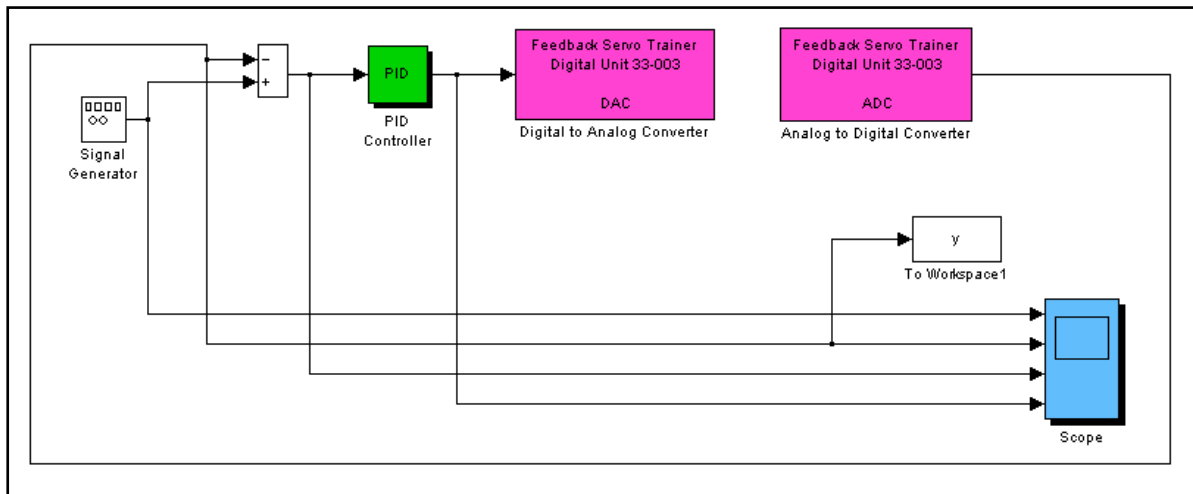 Feedback Servo Trainer
Digital Unit 33-003
DAC
Digital to Analog Converter
Feedback Servo Trainer
Digital Unit 33-003
ADC
Analog to Digital Converter
−
+
PID
PID
Controller
Signal
Generator
y
To Workspace1
Scope